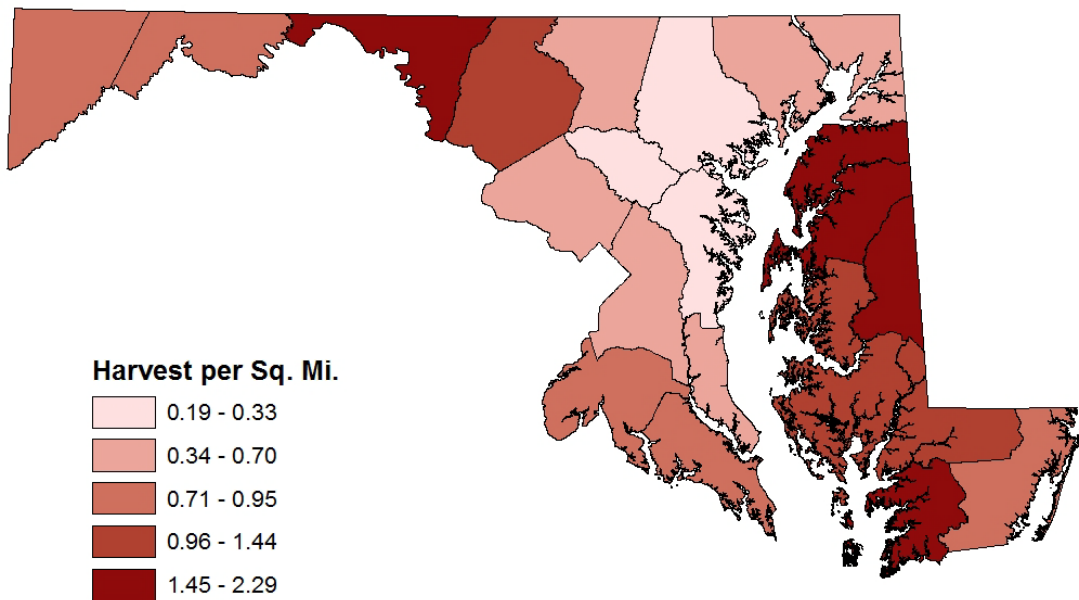 Harvest per Sq. Mi.
0.19 - 0.33
0.34 - 0.70
0.71 - 0.95
0.96 - 1.44
1.45 - 2.29